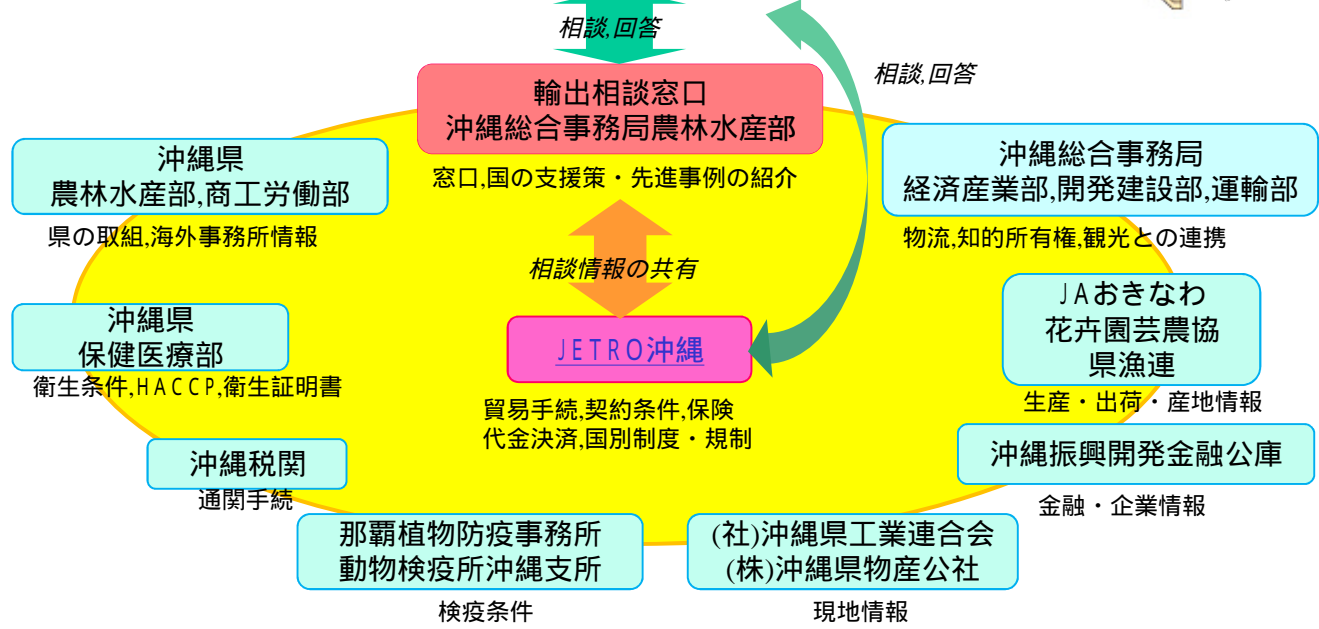 相談,回答
相談,回答
輸出相談窓口
沖縄総合事務局農林水産部
窓口,国の支援策・先進事例の紹介
沖縄県
農林水産部,商工労働部
県の取組,海外事務所情報
沖縄総合事務局
経済産業部,開発建設部,運輸部
物流,知的所有権,観光との連携
相談情報の共有
JETRO沖縄
貿易手続,契約条件,保険
代金決済,国別制度・規制
沖縄県
保健医療部
衛生条件,HACCP,衛生証明書
JAおきなわ
花卉園芸農協
県漁連
生産・出荷・産地情報
沖縄税関
通関手続
沖縄振興開発金融公庫
金融・企業情報
那覇植物防疫事務所
動物検疫所沖縄支所
検疫条件
(社)沖縄県工業連合会
(株)沖縄県物産公社
現地情報